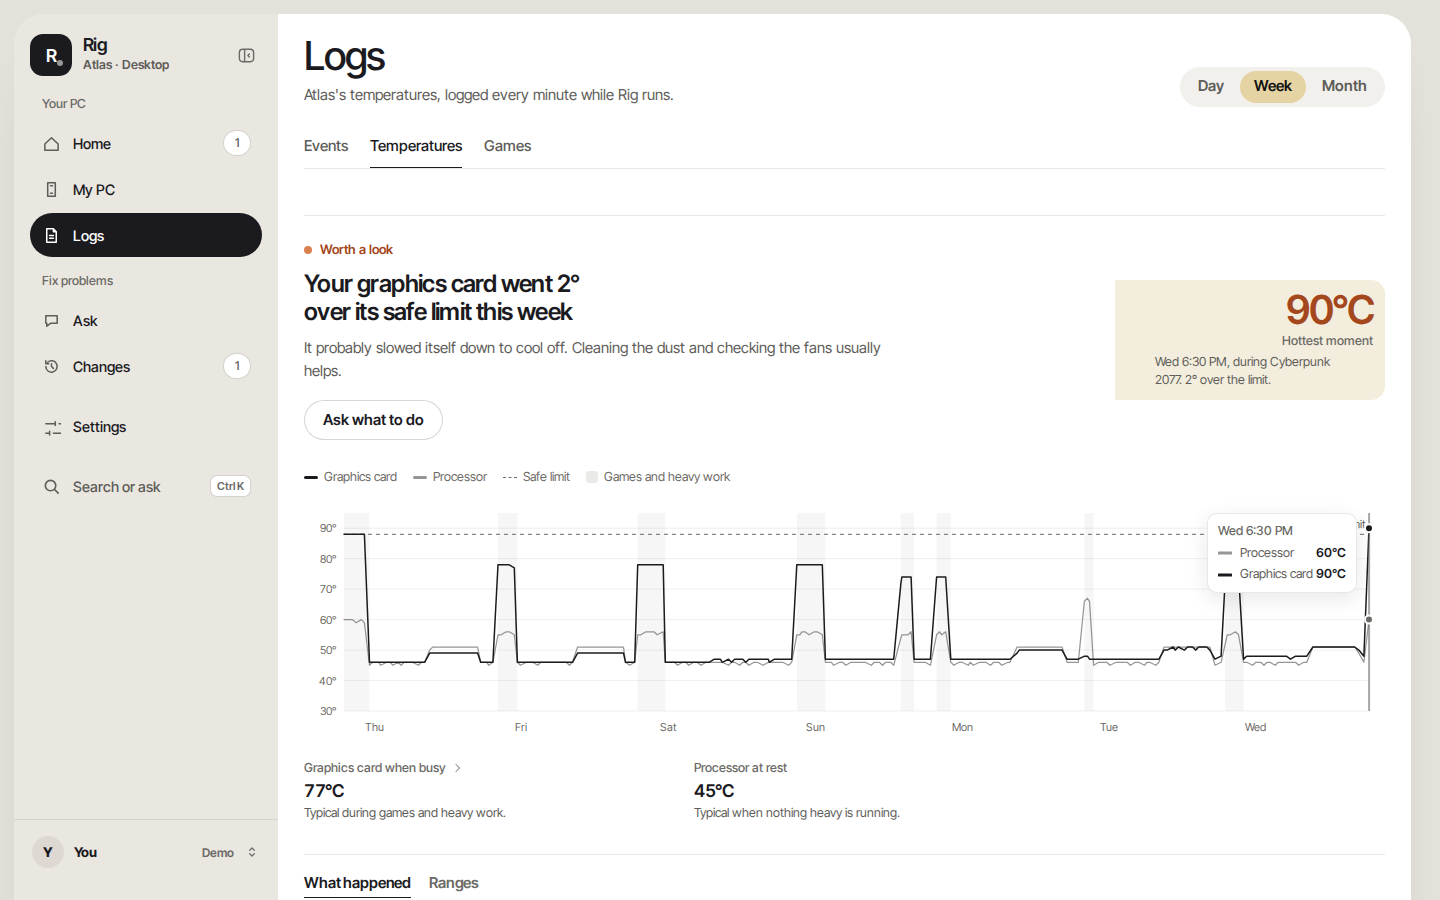 R
Rig
Atlas · Desktop
Your PC
Home
1
My PC
Logs
Fix problems
Ask
Changes
1
Settings
Search or ask
Ctrl K
Y
You
Demo
Logs
Atlas's temperatures, logged every minute while Rig runs.
Day
Week
Month
Events
Temperatures
Games
Worth a look
Your graphics card went 2°
over its safe limit this week
It probably slowed itself down to cool off. Cleaning the dust and checking the fans usually
helps.
Ask what to do
90°C
Hottest moment
Wed 6:30 PM, during Cyberpunk
2077. 2° over the limit.
Graphics card
Processor
Safe limit
Games and heavy work
90°
80°
70°
60°
50°
40°
30°
Wed 6:30 PM
Processor 60°C
Graphics card 90°C
Thu
Fri
Sat
Sun
Mon
Tue
Wed
Graphics card when busy
77°C
Typical during games and heavy work.
Processor at rest
45°C
Typical when nothing heavy is running.
What happened
Ranges